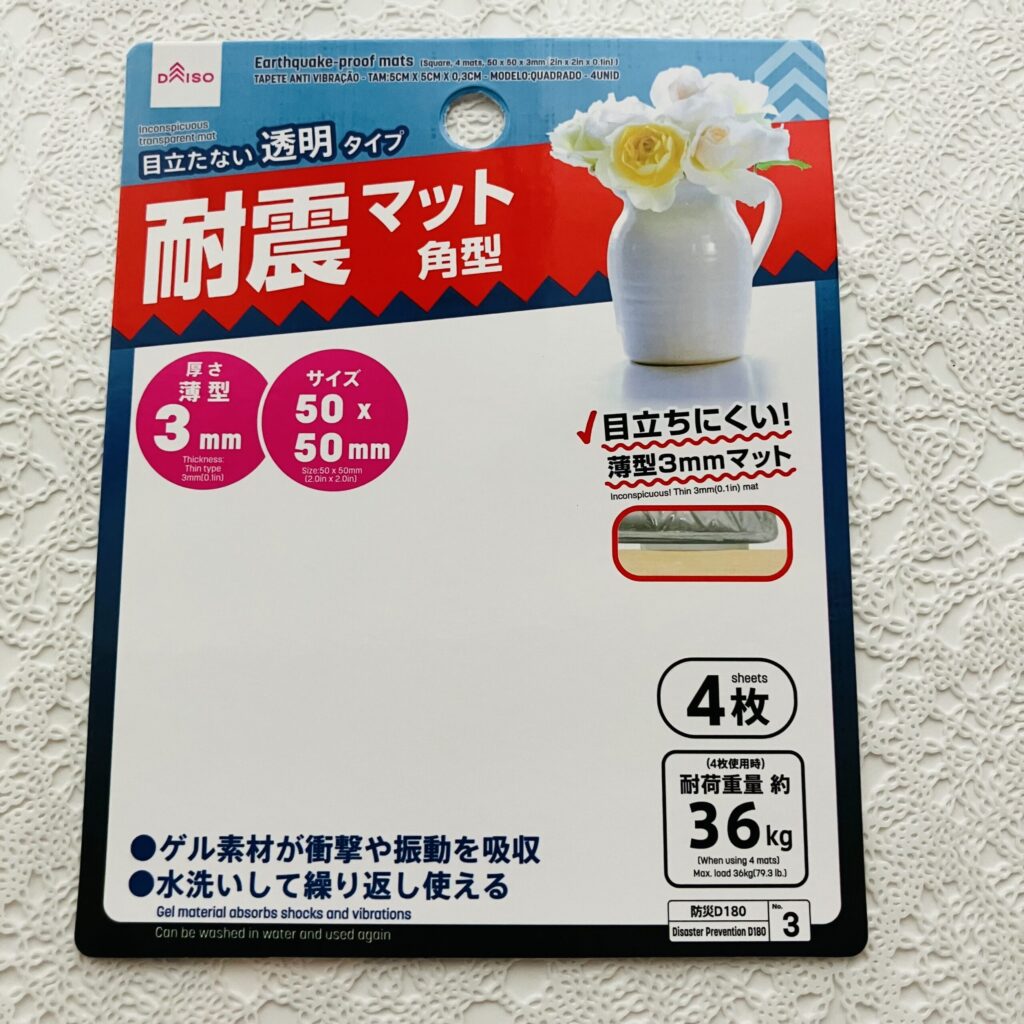 DAISO
Earthquake-proof mats (Square, 4 mats, 50 x 50 x 3mm [2in x 2in x 0.1in])
TAPETE ANTI VIBRAÇÃO - TAM:5CM X 5CM X 0,3CM - MODELO:QUADRADO - 4UNID
Inconspicuous
transparent mat
目立たない 透明 タイプ
耐震マット
角型
厚さ
薄型
3 mm
Thickness:
Thin type
3mm(0.1in)
サイズ
50 x
50 mm
Size:50 x 50mm
(2.0in x 2.0in)
✓目立ちにくい!
薄型3mmマット
Inconspicuous! Thin 3mm(0.1in) mat
sheets
4枚
(4枚使用時)
耐荷重量 約
36kg
(When using 4 mats)
Max. load 36kg(79.3 lb.)
●ゲル素材が衝撃や振動を吸収
●水洗いして繰り返し使える
Gel material absorbs shocks and vibrations
Can be washed in water and used again
防災D180
Disaster Prevention D180
No.
3